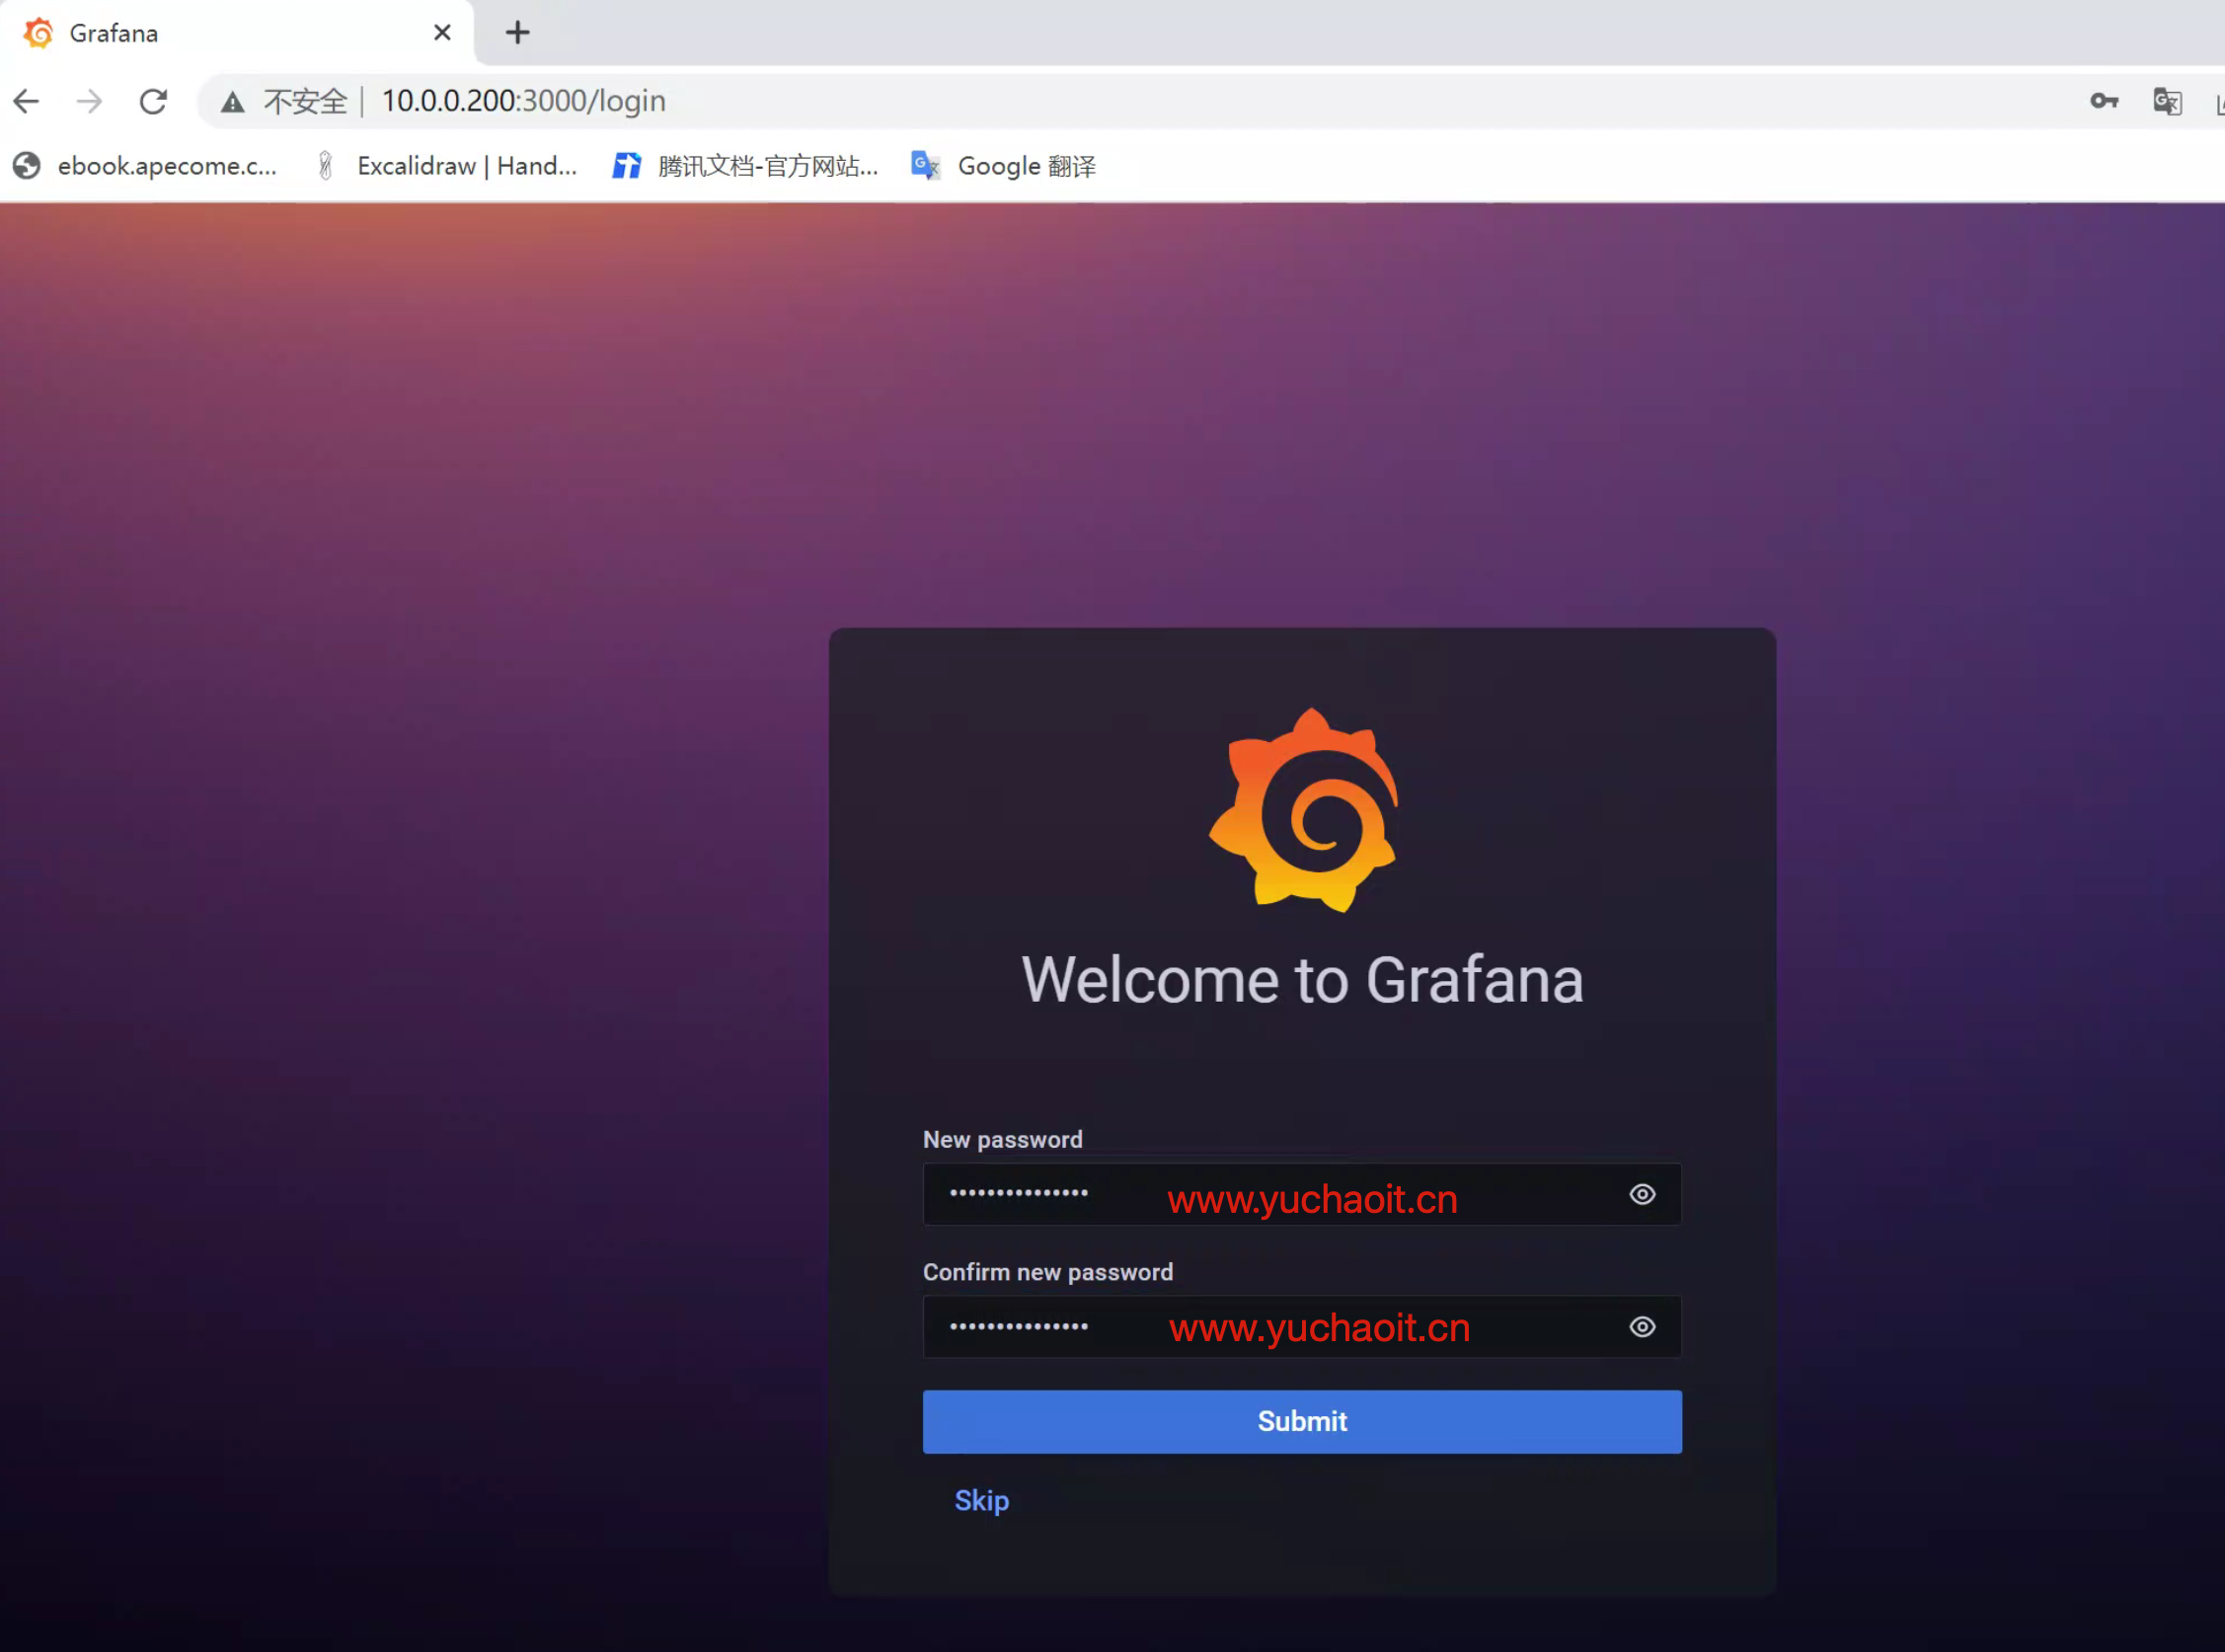 Grafana
不安全 | 10.0.0.200:3000/login
ebook.apecome.c... Excalidraw | Hand... 腾讯文档-官方网站... Google 翻译
Welcome to Grafana
New password
••••••••••••••• www.yuchaoit.cn
Confirm new password
••••••••••••••• www.yuchaoit.cn
Submit
Skip